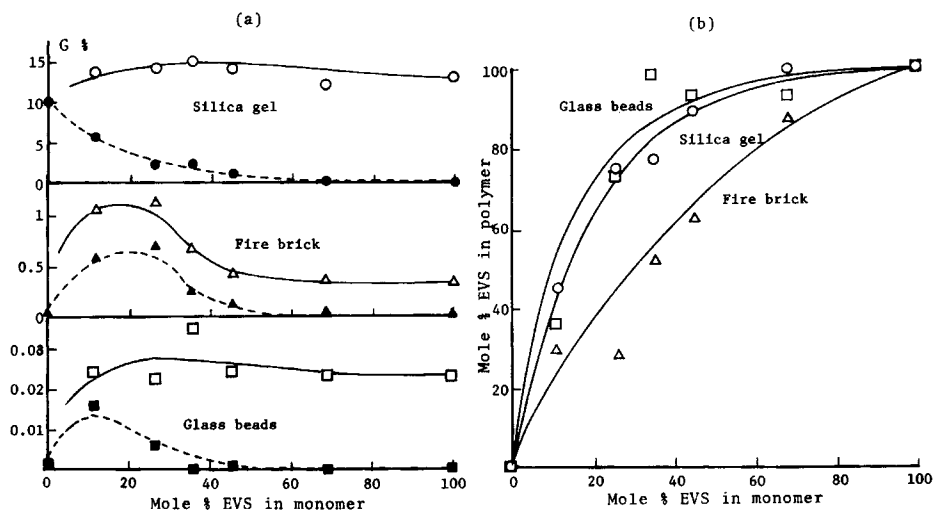 (a)
G %
15
10
5
0
Silica gel
1
0.5
0
Fire brick
0.08
0.02
0.01
Glass beads
0 20 40 60 80 100
Mole % EVS in monomer
(b)
Mole % EVS in polymer
100
80
60
40
20
Glass beads
Silica gel
Fire brick
0 20 40 60 80 100
Mole % EVS in monomer